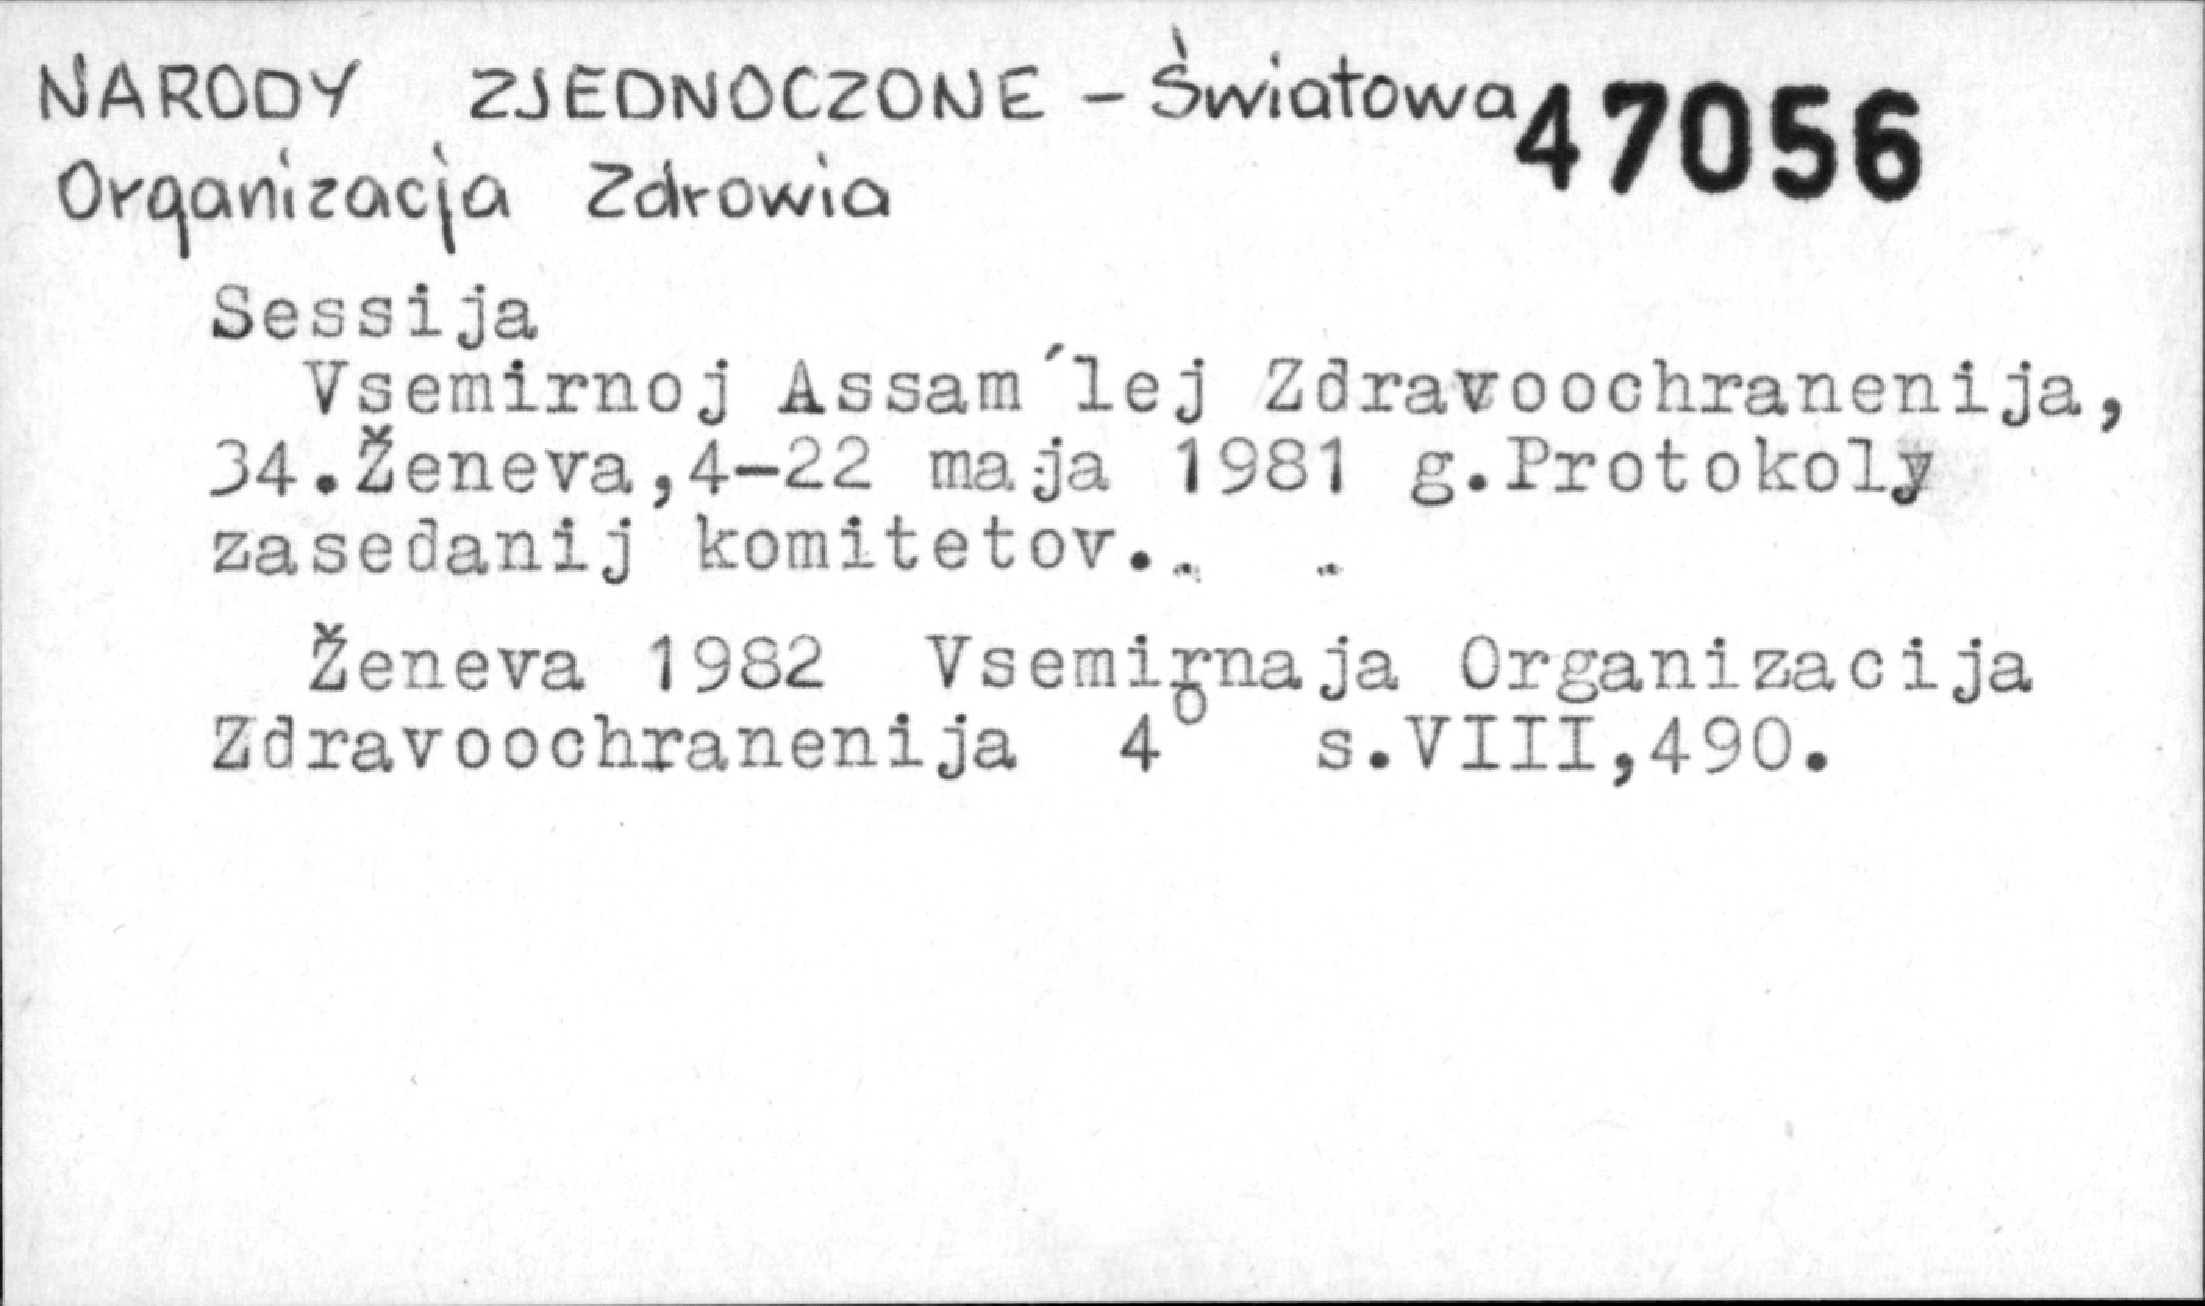 NARODY ZJEDNOCZONE - Światowa 47056
Organizacja Zdrowia
Sessija
Vsemirnoj Assam´lej Zdravoochranenija,
34.Ženeva,4-22 maja 1981 g.Protokoly
zasedanij komitetov.. .
Ženeva 1982 Vsemirnaja Organizacija
Zdravoochranenija 4° s.VIII,490.